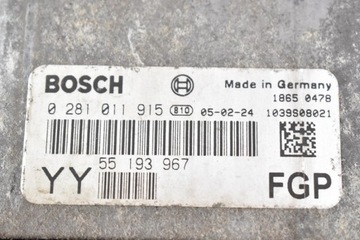 BOSCH Made in Germany
1865 0478
0 281 011 915 810 05-02-24 1039S08021
55 193 967
YY FGP